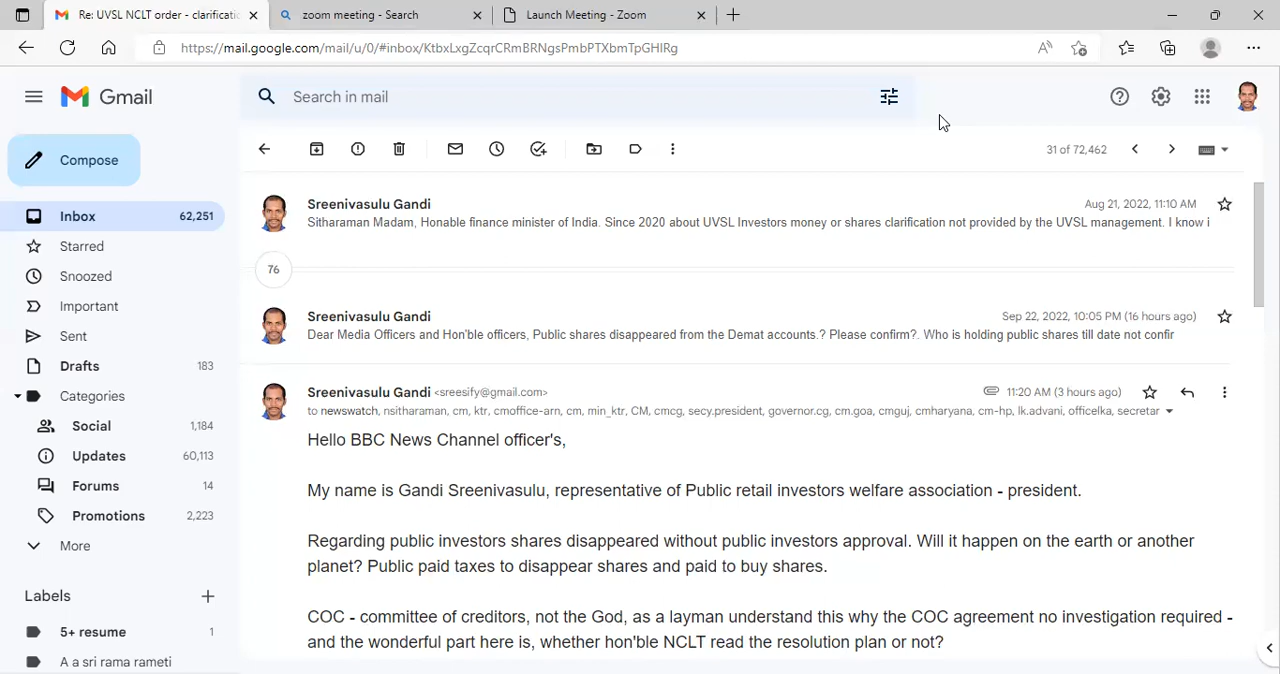 Re: UVSL NCLT order - clarificatio
zoom meeting - Search
Launch Meeting - Zoom
https://mail.google.com/mail/u/0/#inbox/KtbxLxgZcqrCRmBRNgsPmbPTXbmTpGHlRg
Gmail
Search in mail
Compose
31 of 72,462
Inbox 62,251
Starred
Snoozed
Important
Sent
Drafts 183
Categories
Social 1,184
Updates 60,113
Forums 14
Promotions 2,223
More
Labels
5+ resume 1
A a sri rama rameti
Sreenivasulu Gandi Aug 21, 2022, 11:10 AM
Sitharaman Madam, Honable finance minister of India. Since 2020 about UVSL Investors money or shares clarification not provided by the UVSL management. I know i
76
Sreenivasulu Gandi Sep 22, 2022, 10:05 PM (16 hours ago)
Dear Media Officers and Hon'ble officers, Public shares disappeared from the Demat accounts.? Please confirm?. Who is holding public shares till date not confir
Sreenivasulu Gandi <sreesify@gmail.com> 11:20 AM (3 hours ago)
to newswatch, nsitharaman, cm, ktr, cmoffice-arn, cm, min_ktr, CM, cmcg, secy.president, governor.cg, cm.goa, cmguj, cmharyana, cm-hp, lk.advani, officelka, secretar
Hello BBC News Channel officer's,
My name is Gandi Sreenivasulu, representative of Public retail investors welfare association - president.
Regarding public investors shares disappeared without public investors approval. Will it happen on the earth or another
planet? Public paid taxes to disappear shares and paid to buy shares.
COC - committee of creditors, not the God, as a layman understand this why the COC agreement no investigation required -
and the wonderful part here is, whether hon'ble NCLT read the resolution plan or not?